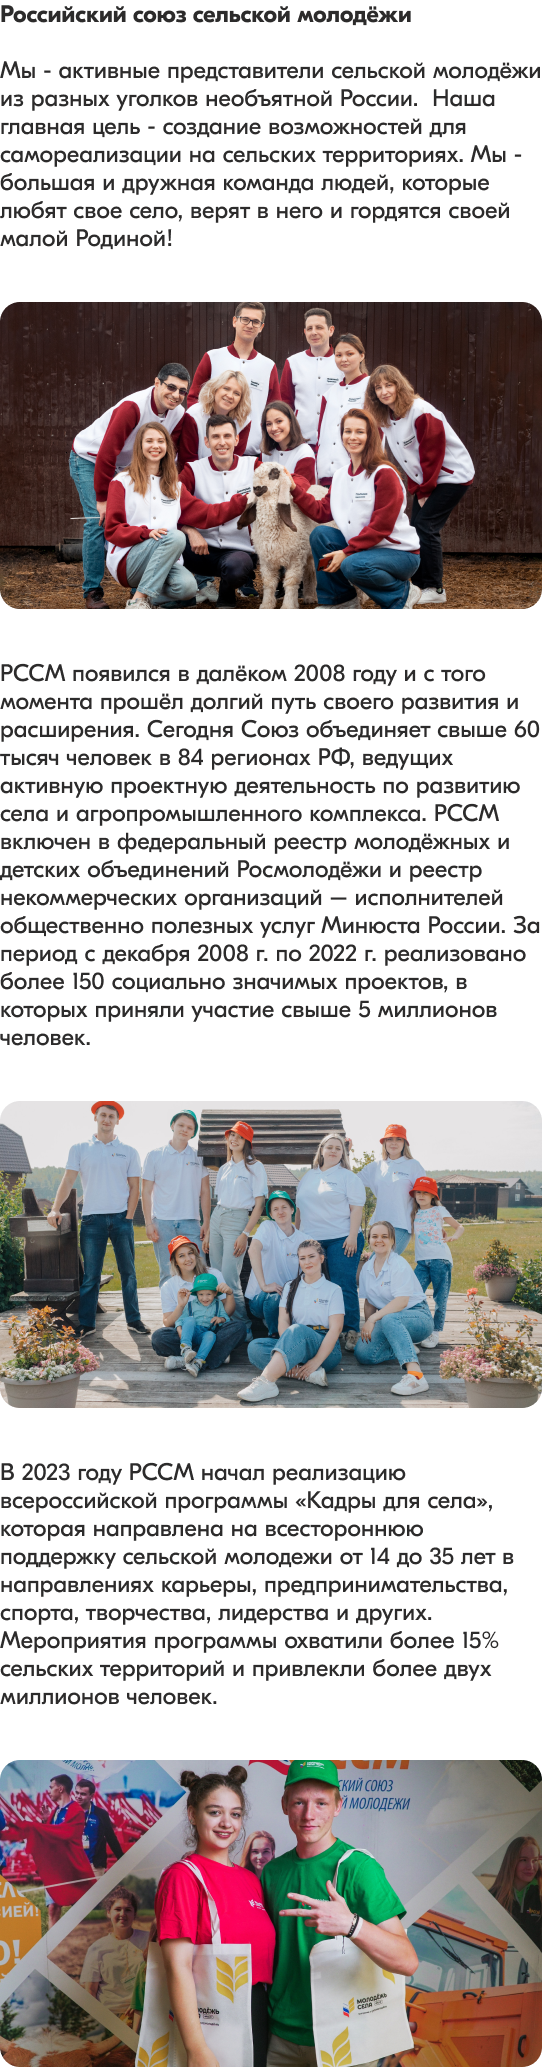 Российский союз сельской молодёжи
Мы - активные представители сельской молодёжи
из разных уголков необъятной России.  Наша
главная цель - создание возможностей для
самореализации на сельских территориях. Мы -
большая и дружная команда людей, которые
любят свое село, верят в него и гордятся своей
малой Родиной!
РССМ появился в далёком 2008 году и с того
момента прошёл долгий путь своего развития и
расширения. Сегодня Союз объединяет свыше 60
тысяч человек в 84 регионах РФ, ведущих
активную проектную деятельность по развитию
села и агропромышленного комплекса. РССМ
включен в федеральный реестр молодёжных и
детских объединений Росмолодёжи и реестр
некоммерческих организаций – исполнителей
общественно полезных услуг Минюста России. За
период с декабря 2008 г. по 2022 г. реализовано
более 150 социально значимых проектов, в
которых приняли участие свыше 5 миллионов
человек.
В 2023 году РССМ начал реализацию
всероссийской программы «Кадры для села»,
которая направлена на всестороннюю
поддержку сельской молодежи от 14 до 35 лет в
направлениях карьеры, предпринимательства,
спорта, творчества, лидерства и других.
Мероприятия программы охватили более 15%
сельских территорий и привлекли более двух
миллионов человек.
СКИЙ СОЮЗ
Й МОЛОДЕЖИ
МОЛОДЁЖЬ
СЕЛА